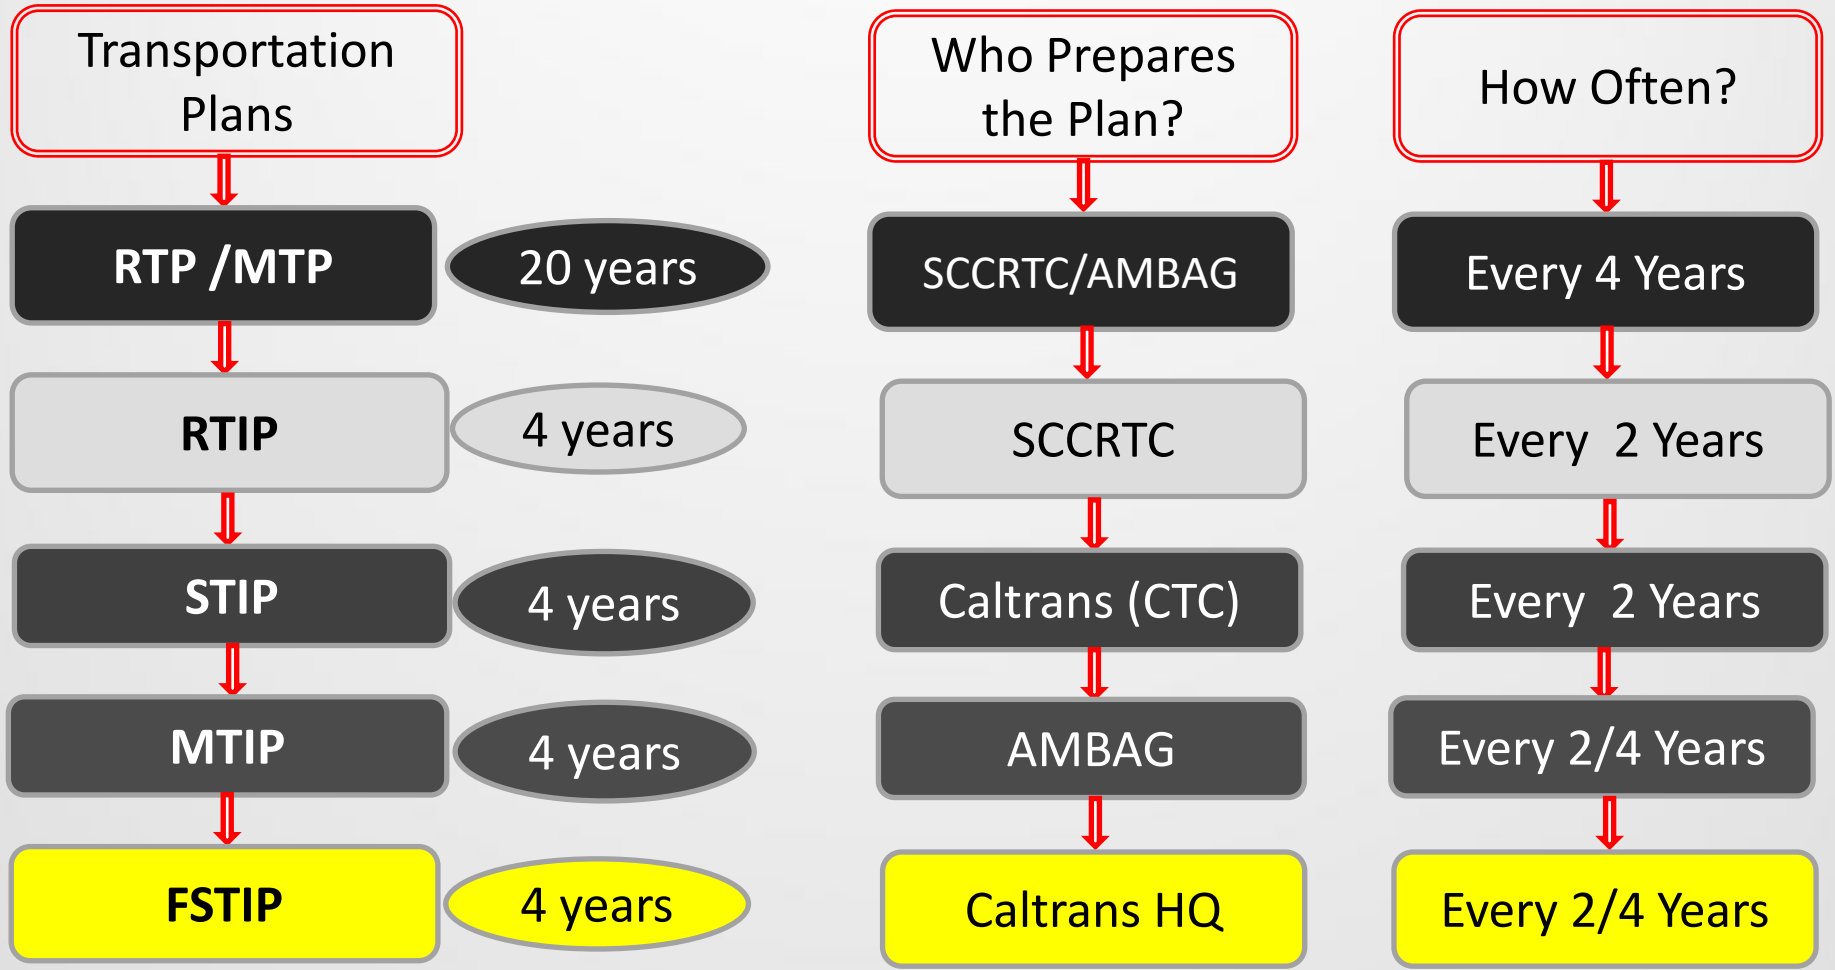 Transportation
Plans
Who Prepares
the Plan?
How Often?
RTP /MTP
20 years
SCCRTC/AMBAG
Every 4 Years
RTIP
4 years
SCCRTC
Every  2 Years
STIP
4 years
Caltrans (CTC)
Every  2 Years
MTIP
4 years
AMBAG
Every 2/4 Years
FSTIP
4 years
Caltrans HQ
Every 2/4 Years